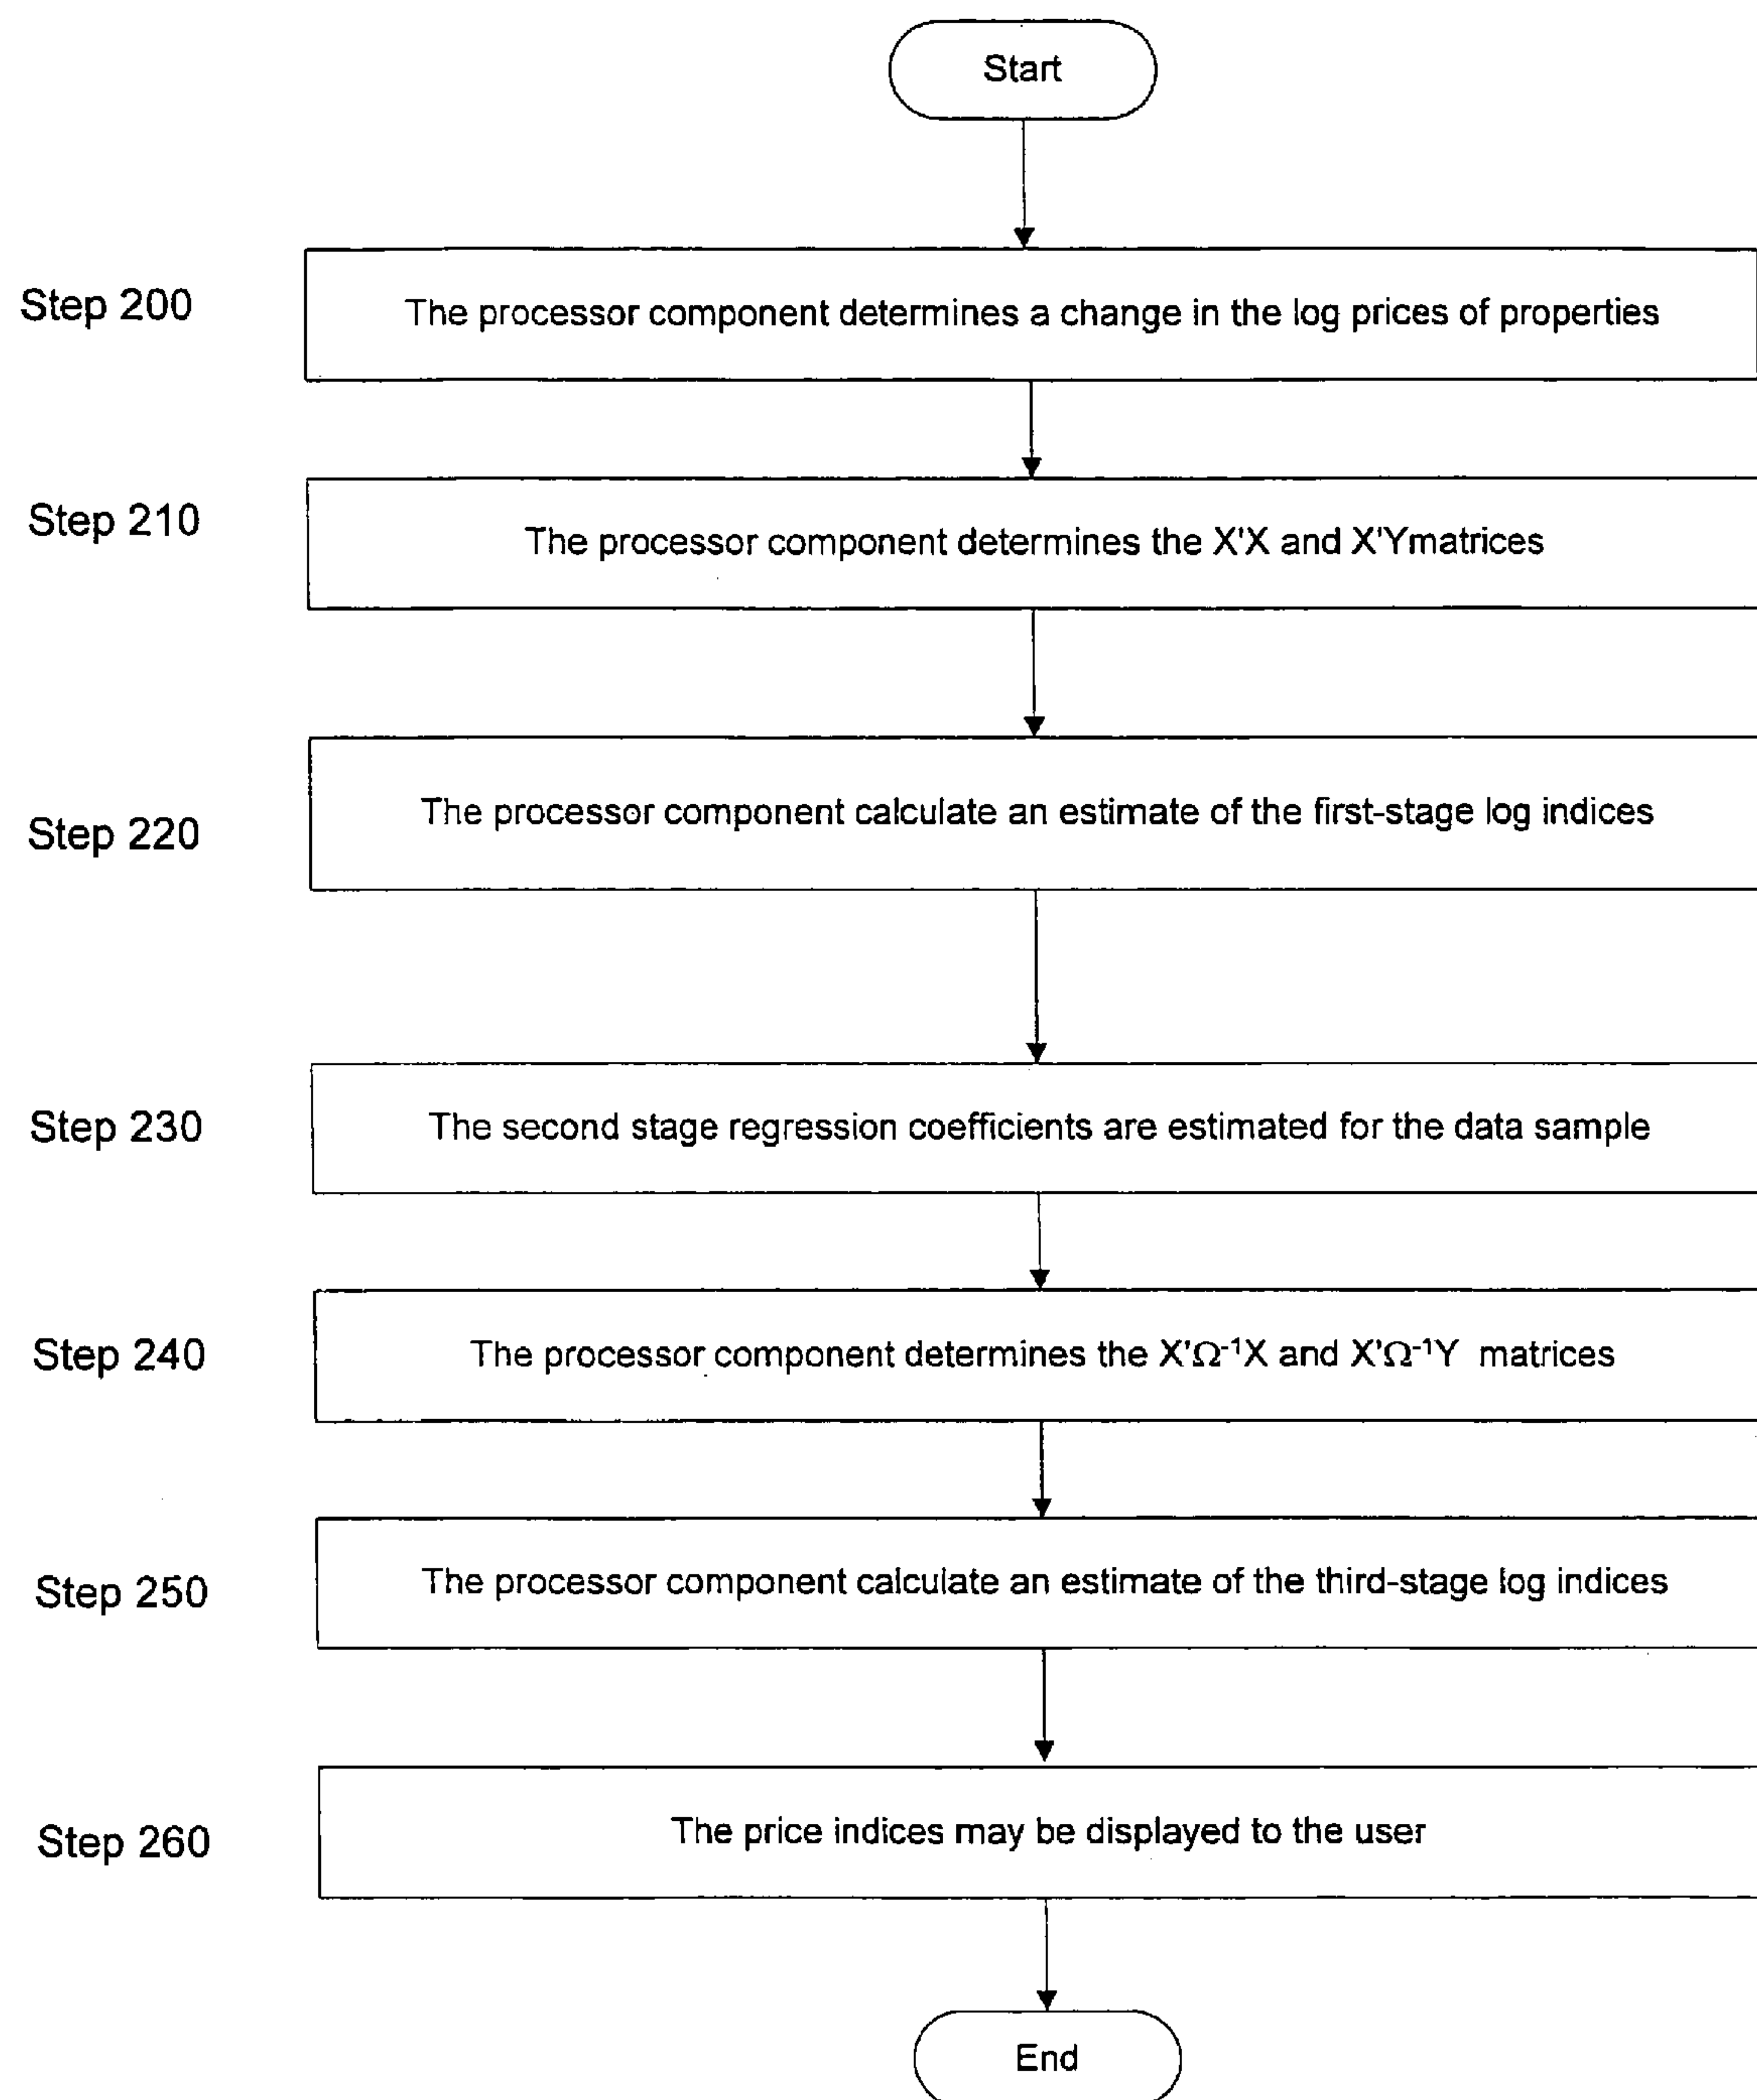 Start
Step 200
The processor component determines a change in the log prices of properties
Step 210
The processor component determines the X'X and X'Ymatrices
Step 220
The processor component calculate an estimate of the first-stage log indices
Step 230
The second stage regression coefficients are estimated for the data sample
Step 240
The processor component determines the X'Ω⁻¹X and X'Ω⁻¹Y matrices
Step 250
The processor component calculate an estimate of the third-stage log indices
Step 260
The price indices may be displayed to the user
End